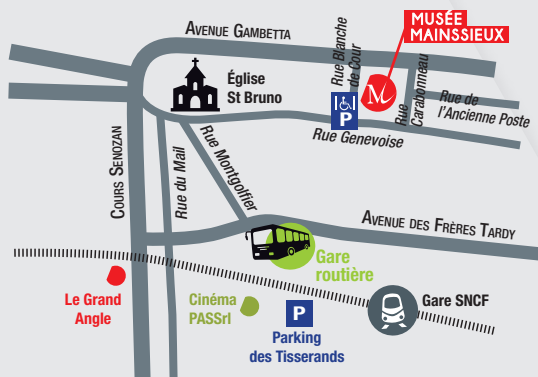 MUSÉE
MAINSSIEUX
AVENUE GAMBETTA
Rue Blanche
de Cour
M
Église
St Bruno
P
Rue
Carabonneau
Rue de
l'Ancienne Poste
Rue Genevoise
COURS SENOZAN
Rue du Mail
Rue Montgolfier
AVENUE DES FRÈRES TARDY
Gare
routière
Le Grand
Angle
Cinéma
PASSrl
P
Parking
des Tisserands
Gare SNCF